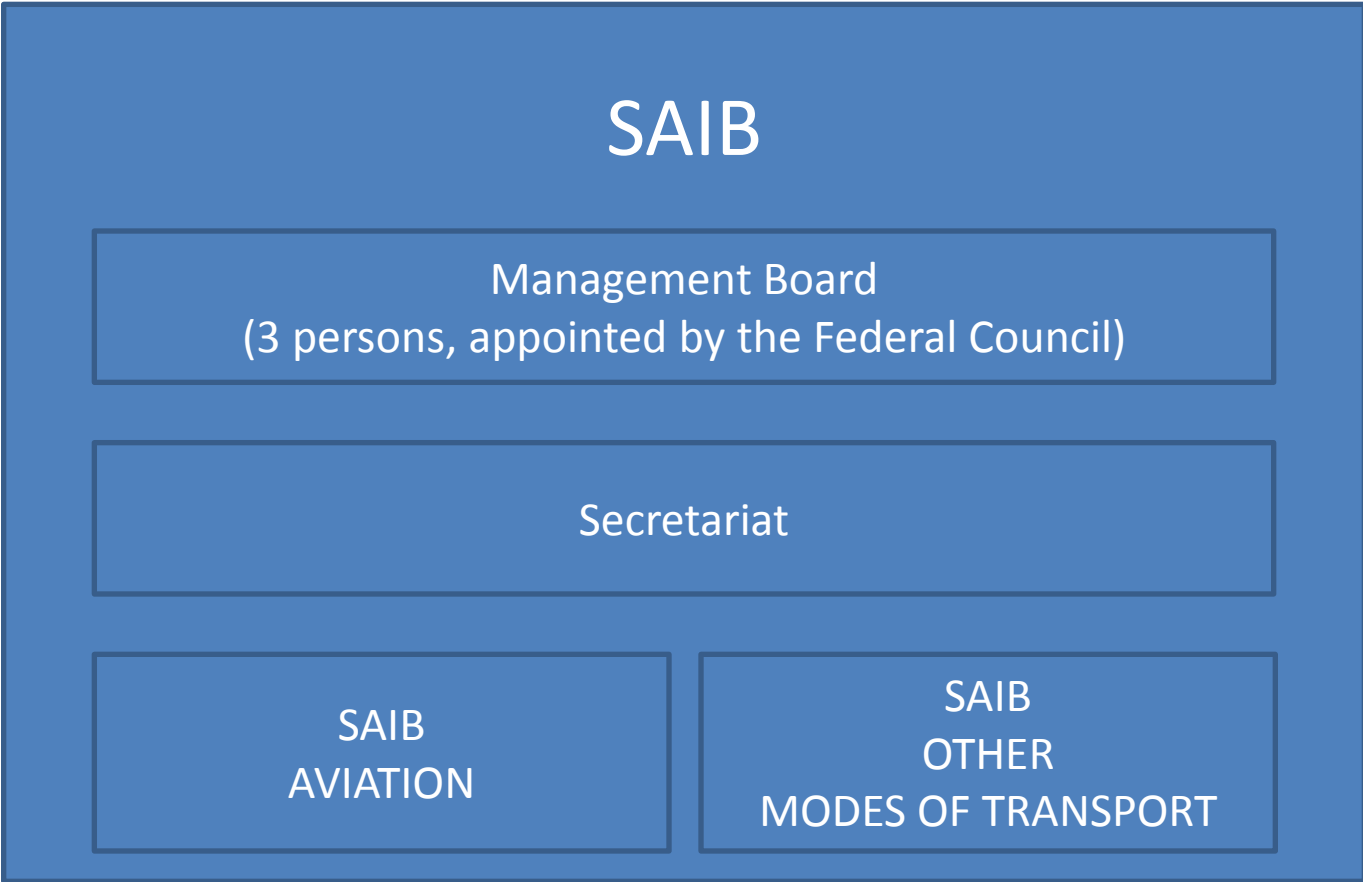 SAIB
Management Board
(3 persons, appointed by the Federal Council)
Secretariat
SAIB
AVIATION
SAIB
OTHER
MODES OF TRANSPORT